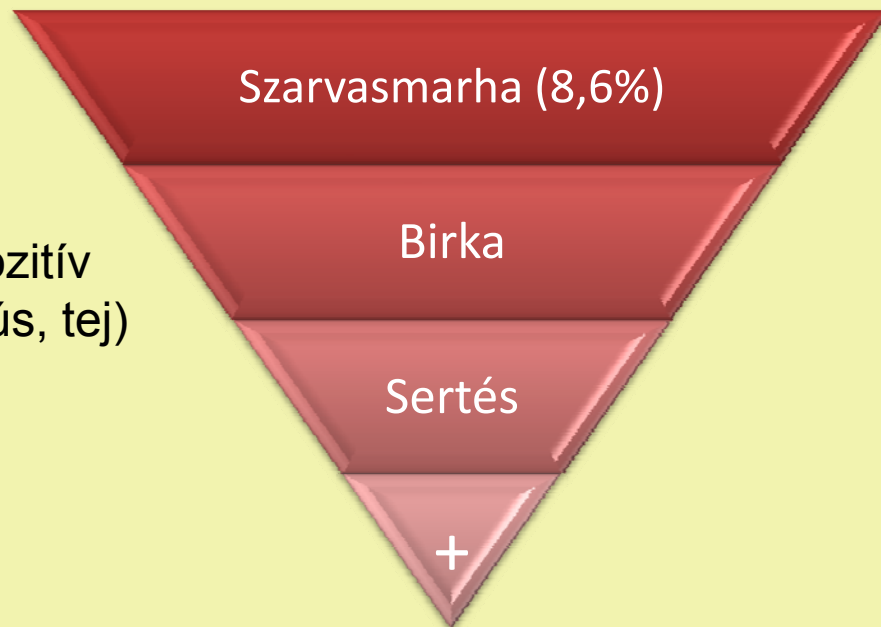 Szarvasmarha (8,6%)
Birka
ozitív
ús, tej)
Sertés
+